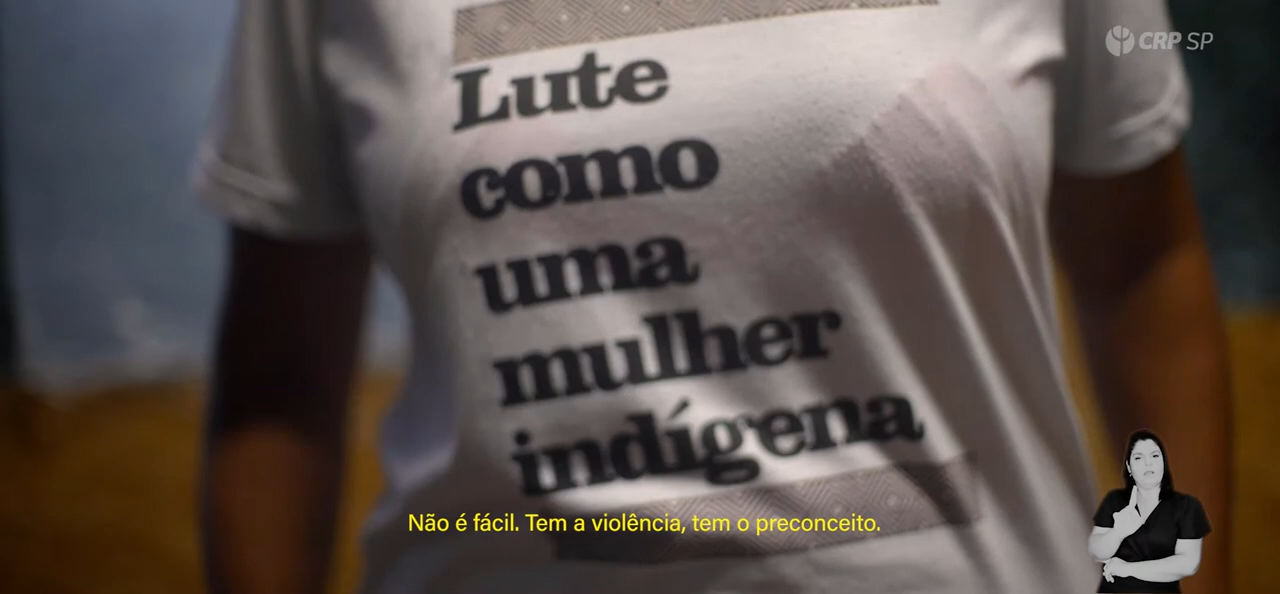 CRP SP
Lute
como
uma
mulher
indígena
Não é fácil. Tem a violência, tem o preconceito.